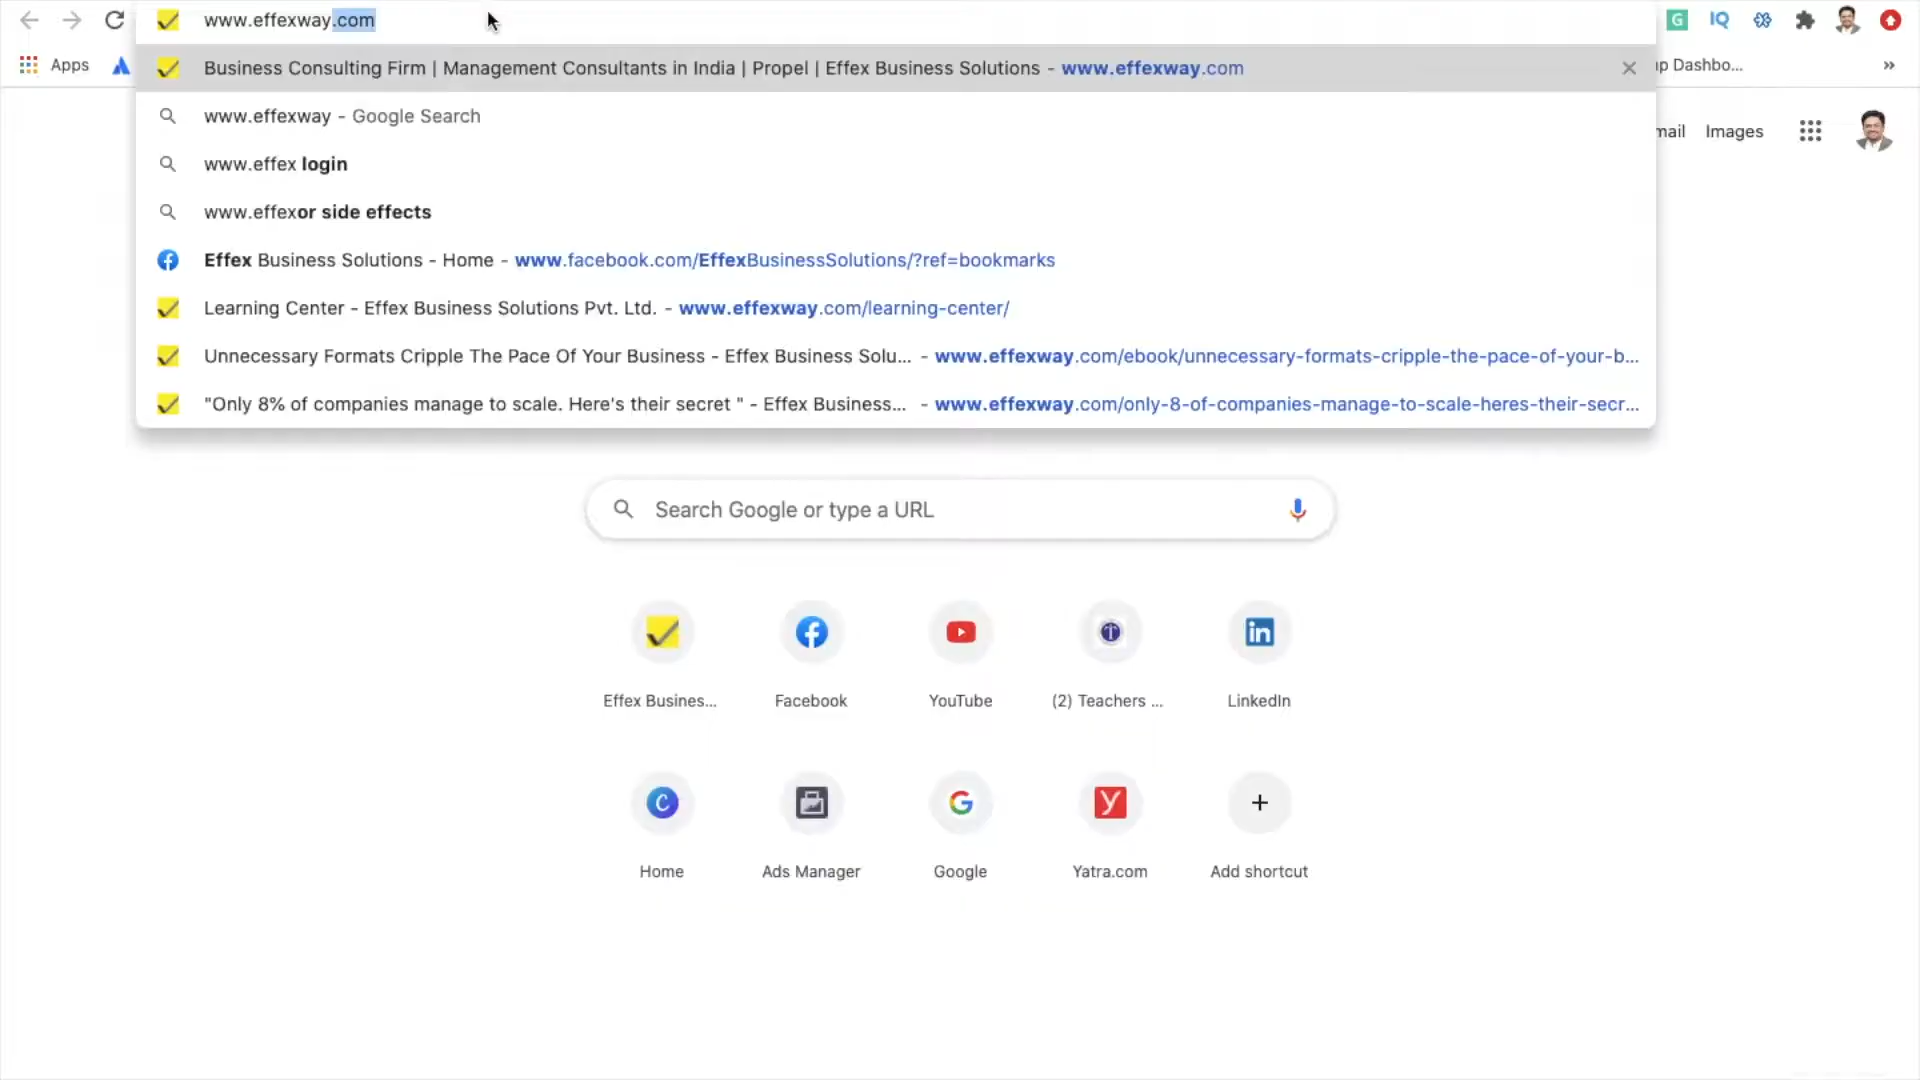 www.effexway.com
Apps
Business Consulting Firm | Management Consultants in India | Propel | Effex Business Solutions - www.effexway.com
p Dashbo...
»
www.effexway - Google Search
mail Images
www.effex login
www.effexor side effects
Effex Business Solutions - Home - www.facebook.com/EffexBusinessSolutions/?ref=bookmarks
Learning Center - Effex Business Solutions Pvt. Ltd. - www.effexway.com/learning-center/
Unnecessary Formats Cripple The Pace Of Your Business - Effex Business Solu... - www.effexway.com/ebook/unnecessary-formats-cripple-the-pace-of-your-b...
"Only 8% of companies manage to scale. Here's their secret " - Effex Business... - www.effexway.com/only-8-of-companies-manage-to-scale-heres-their-secr...
Search Google or type a URL
Effex Busines... Facebook YouTube (2) Teachers ... LinkedIn
Home Ads Manager Google Yatra.com Add shortcut